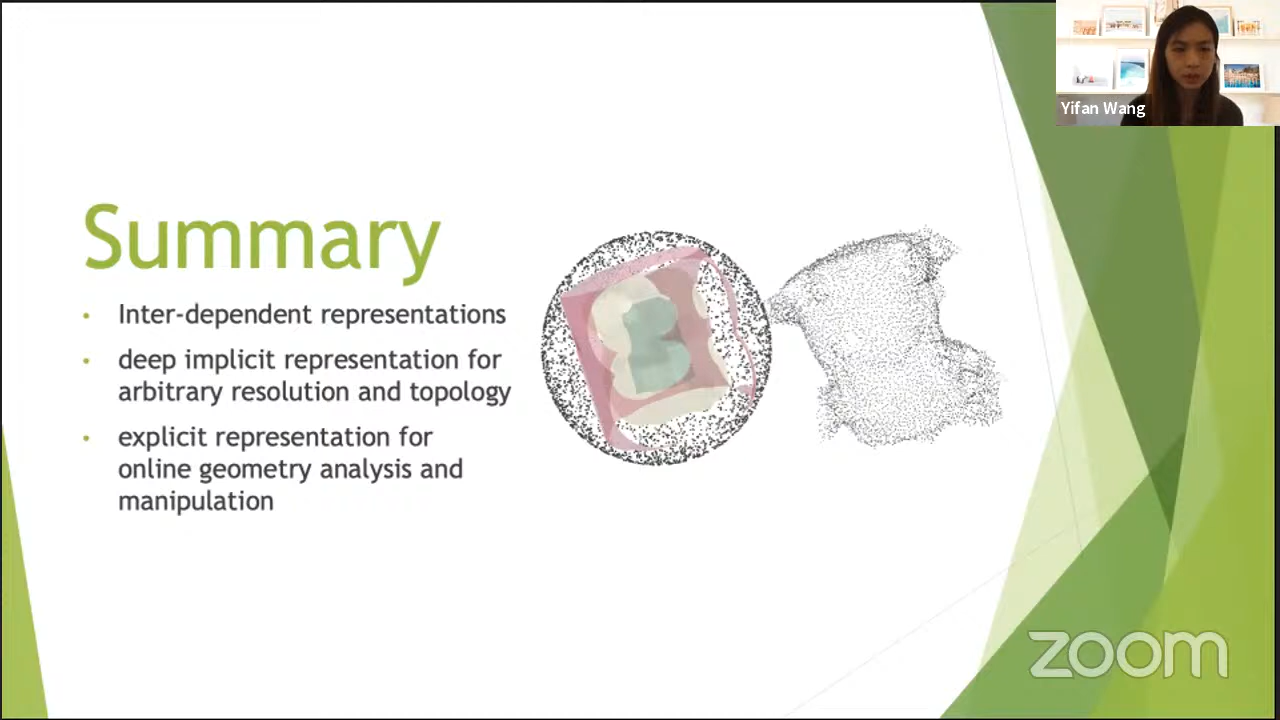 Yifan Wang
Summary
• Inter-dependent representations
• deep implicit representation for
arbitrary resolution and topology
• explicit representation for
online geometry analysis and
manipulation
zoom